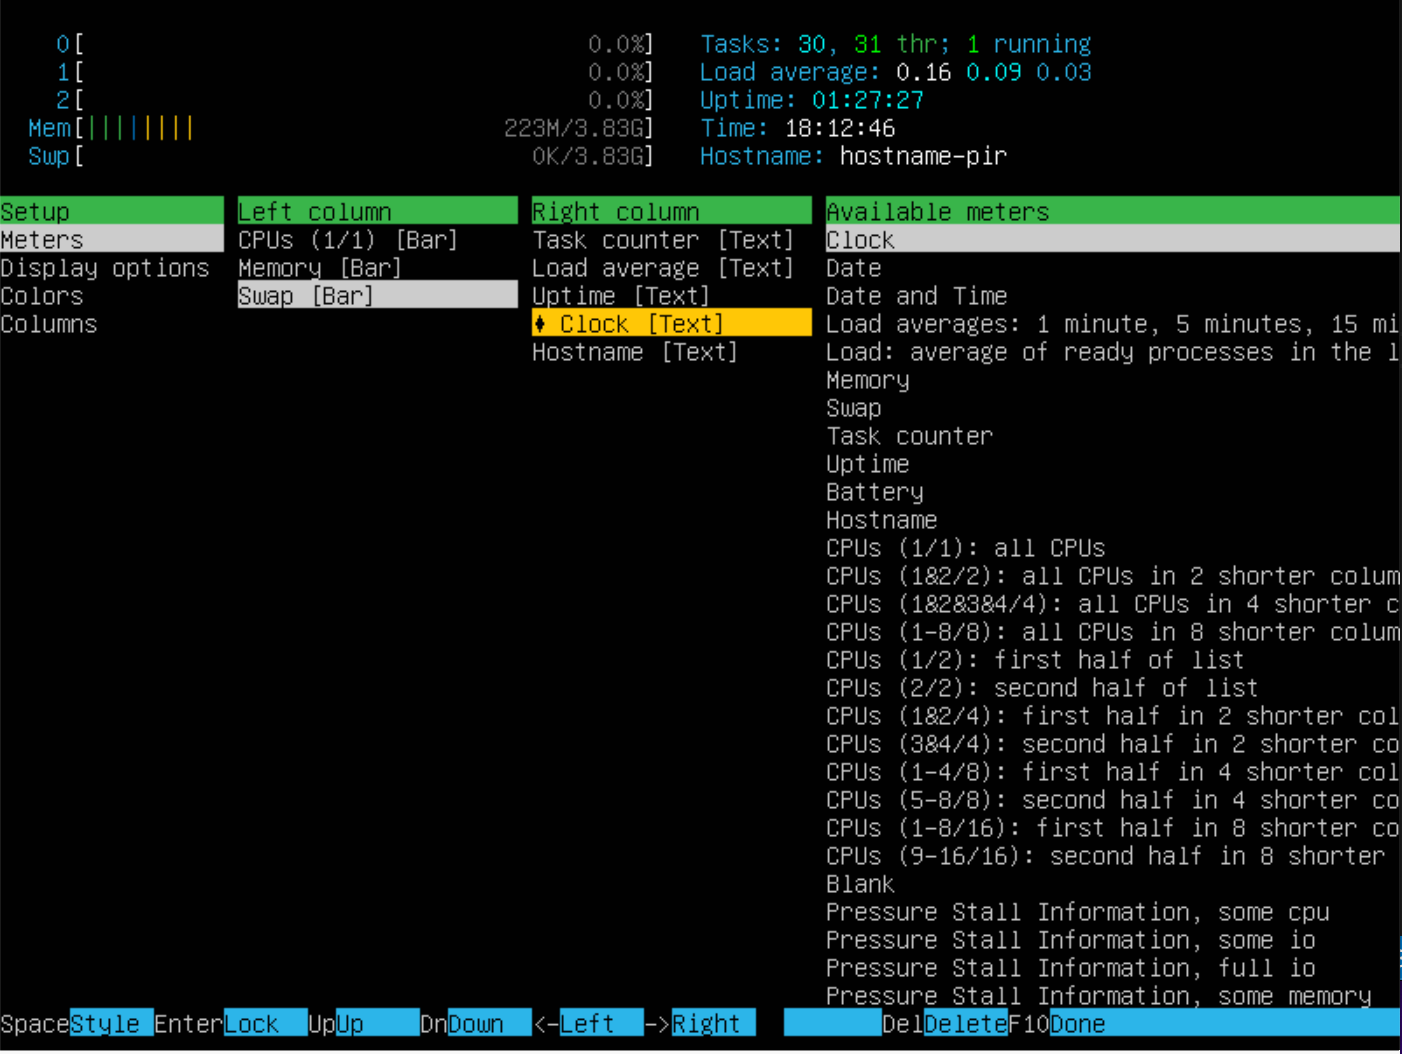 0[ 0.0%] Tasks: 30, 31 thr; 1 running
1[ 0.0%] Load average: 0.16 0.09 0.03
2[ 0.0%] Uptime: 01:27:27
Mem[|||||||| 223M/3.83G] Time: 18:12:46
Swp[ 0K/3.83G] Hostname: hostname-pir
Setup Left column Right column Available meters
Meters CPUs (1/1) [Bar] Task counter [Text] Clock
Display options Memory [Bar] Load average [Text] Date
Colors Swap [Bar] Uptime [Text] Date and Time
Columns ♦ Clock [Text] Load averages: 1 minute, 5 minutes, 15 mi
Hostname [Text] Load: average of ready processes in the l
Memory
Swap
Task counter
Uptime
Battery
Hostname
CPUs (1/1): all CPUs
CPUs (1&2/2): all CPUs in 2 shorter colum
CPUs (1&2&3&4/4): all CPUs in 4 shorter c
CPUs (1-8/8): all CPUs in 8 shorter colum
CPUs (1/2): first half of list
CPUs (2/2): second half of list
CPUs (1&2/4): first half in 2 shorter col
CPUs (3&4/4): second half in 2 shorter co
CPUs (1-4/8): first half in 4 shorter col
CPUs (5-8/8): second half in 4 shorter co
CPUs (1-8/16): first half in 8 shorter co
CPUs (9-16/16): second half in 8 shorter
Blank
Pressure Stall Information, some cpu
Pressure Stall Information, some io
Pressure Stall Information, full io
Pressure Stall Information, some memory
SpaceStyle EnterLock UpUp DnDown <-Left ->Right DelDeleteF10Done